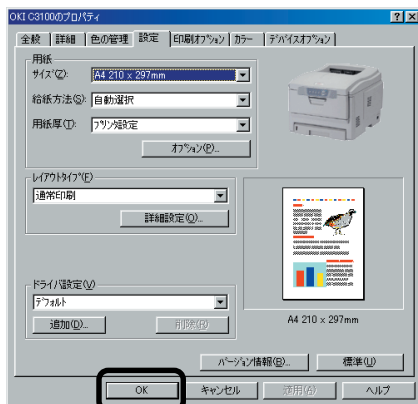 OKI C3100のプロパティ
全般 詳細 色の管理 設定 印刷オプション カラー デバイスオプション
用紙
サイズ(Z): A4 210 x 297mm
給紙方法(S): 自動選択
用紙厚(T): プリンタ設定
オプション(P)...
レイアウトタイプ(E)
通常印刷
詳細設定(O)...
ドライバ設定(V)
デフォルト
追加(D)... 削除(R)
A4 210 x 297mm
バージョン情報(B)... 標準(U)
OK キャンセル 適用(A) ヘルプ